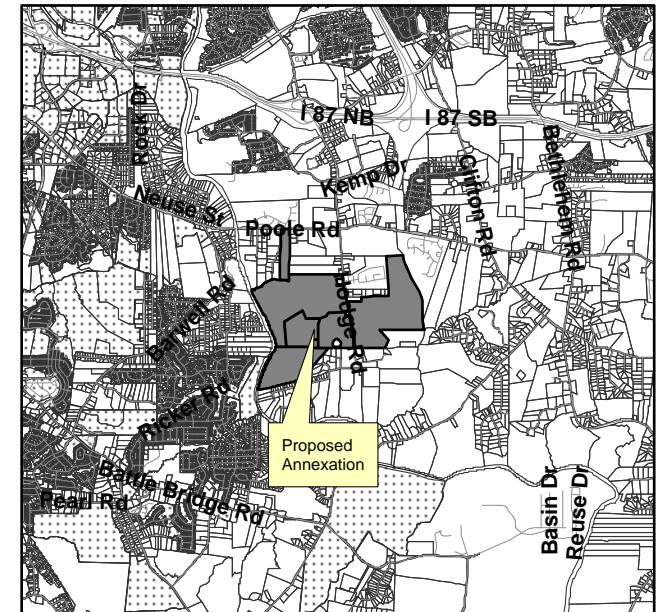 I 87 NB
I 87 SB
Rock Dr
Bethlehem Rd
Kemp Dr
Clifton Rd
Neuse St
Poole Rd
Hodge Rd
Barwell Rd
Ricker Rd
Proposed
Annexation
Battle Bridge Rd
Pearl Rd
Basin Dr
Reuse Dr